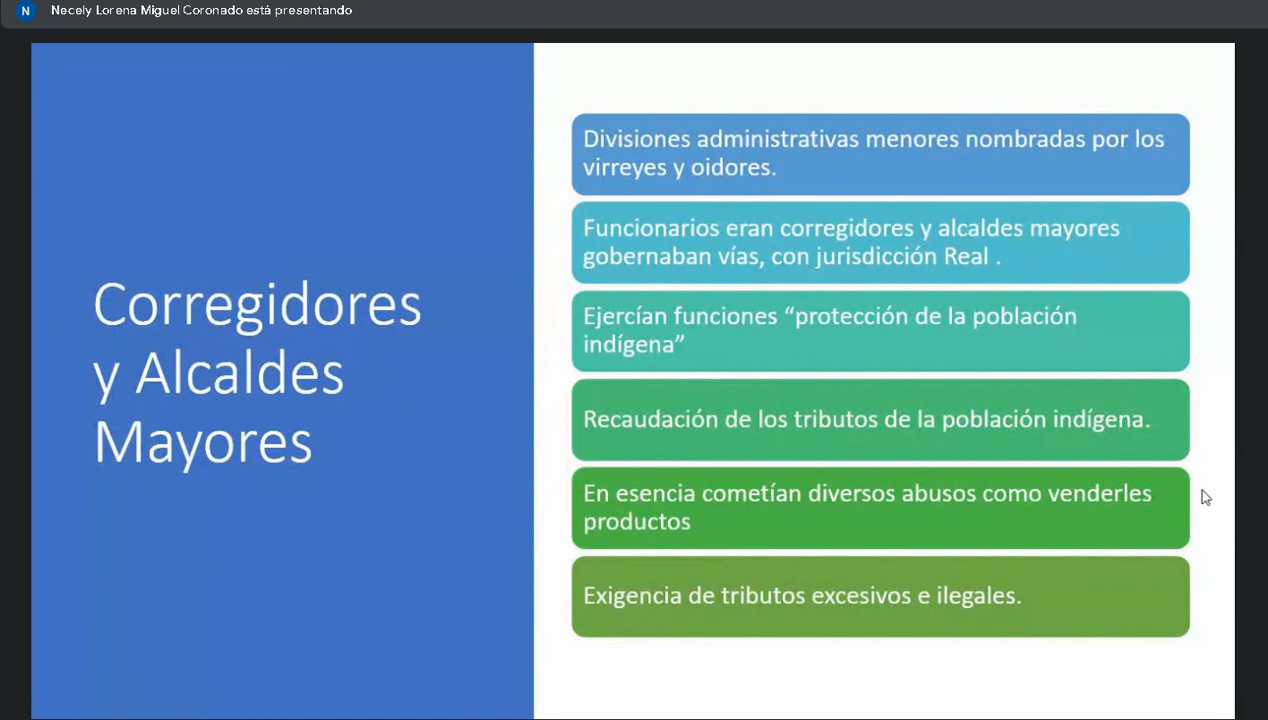 N
Necely Lorena Miguel Coronado está presentando
Corregidores
y Alcaldes
Mayores
Divisiones administrativas menores nombradas por los
virreyes y oidores.
Funcionarios eran corregidores y alcaldes mayores
gobernaban vías, con jurisdicción Real .
Ejercían funciones “protección de la población
indígena”
Recaudación de los tributos de la población indígena.
En esencia cometían diversos abusos como venderles
productos
Exigencia de tributos excesivos e ilegales.